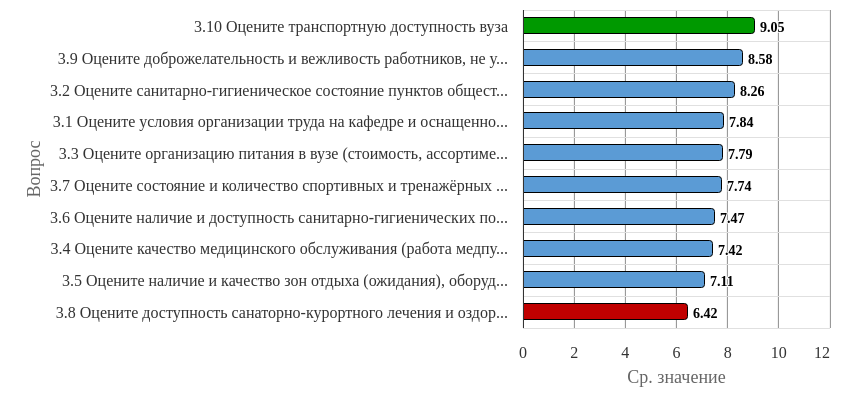 3.10 Оцените транспортную доступность вуза 9.05
3.9 Оцените доброжелательность и вежливость работников, не у... 8.58
3.2 Оцените санитарно-гигиеническое состояние пунктов общест... 8.26
3.1 Оцените условия организации труда на кафедре и оснащенно... 7.84
3.3 Оцените организацию питания в вузе (стоимость, ассортиме... 7.79
3.7 Оцените состояние и количество спортивных и тренажёрных ... 7.74
3.6 Оцените наличие и доступность санитарно-гигиенических по... 7.47
3.4 Оцените качество медицинского обслуживания (работа медпу... 7.42
3.5 Оцените наличие и качество зон отдыха (ожидания), оборуд... 7.11
3.8 Оцените доступность санаторно-курортного лечения и оздор... 6.42
Вопрос
0 2 4 6 8 10 12
Ср. значение